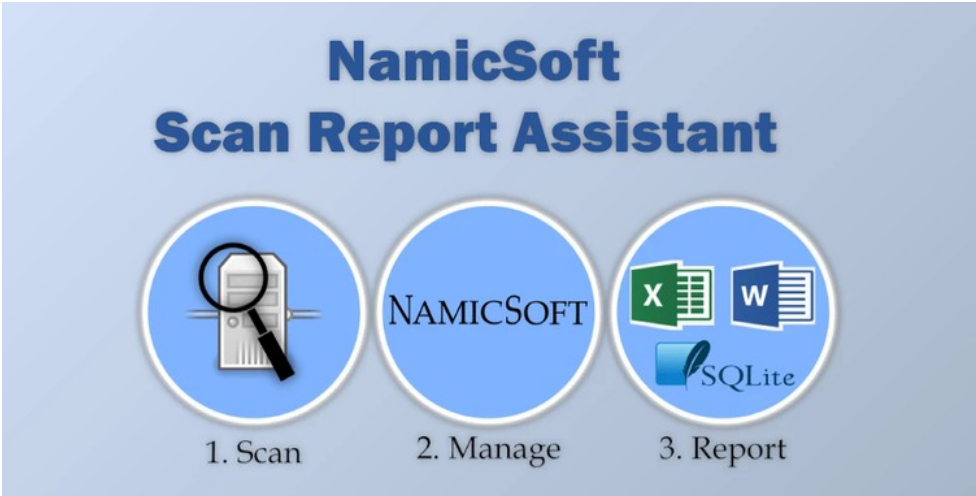 NamicSoft
Scan Report Assistant
NAMICSOFT
X
W
SQLite
1. Scan
2. Manage
3. Report